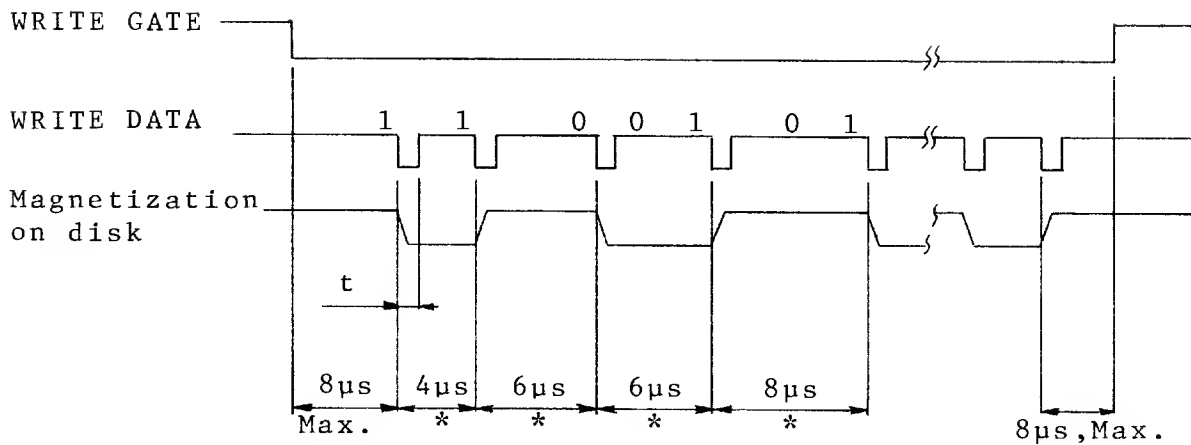 WRITE GATE
WRITE DATA
1 1 0 0 1 0 1
Magnetization
on disk
t
8µs 4µs 6µs 6µs 8µs
Max. * * * * 8µs,Max.